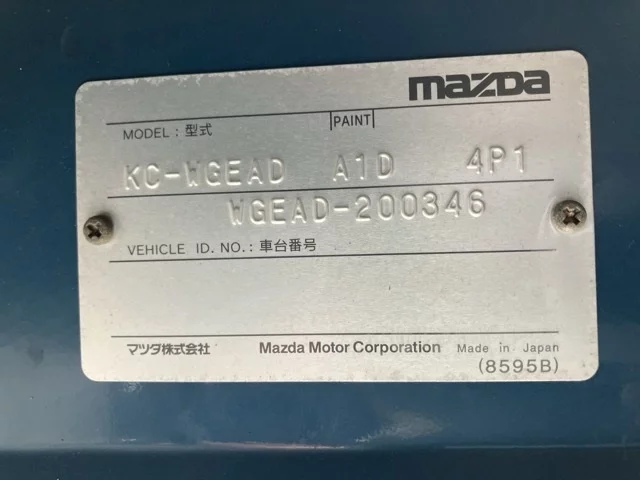 mazda
MODEL : 型式 PAINT
KC-WGEAD A1D 4P1
WGEAD-200346
VEHICLE ID. NO.: 車台番号
マツダ株式会社 Mazda Motor Corporation Made in Japan
(8595B)